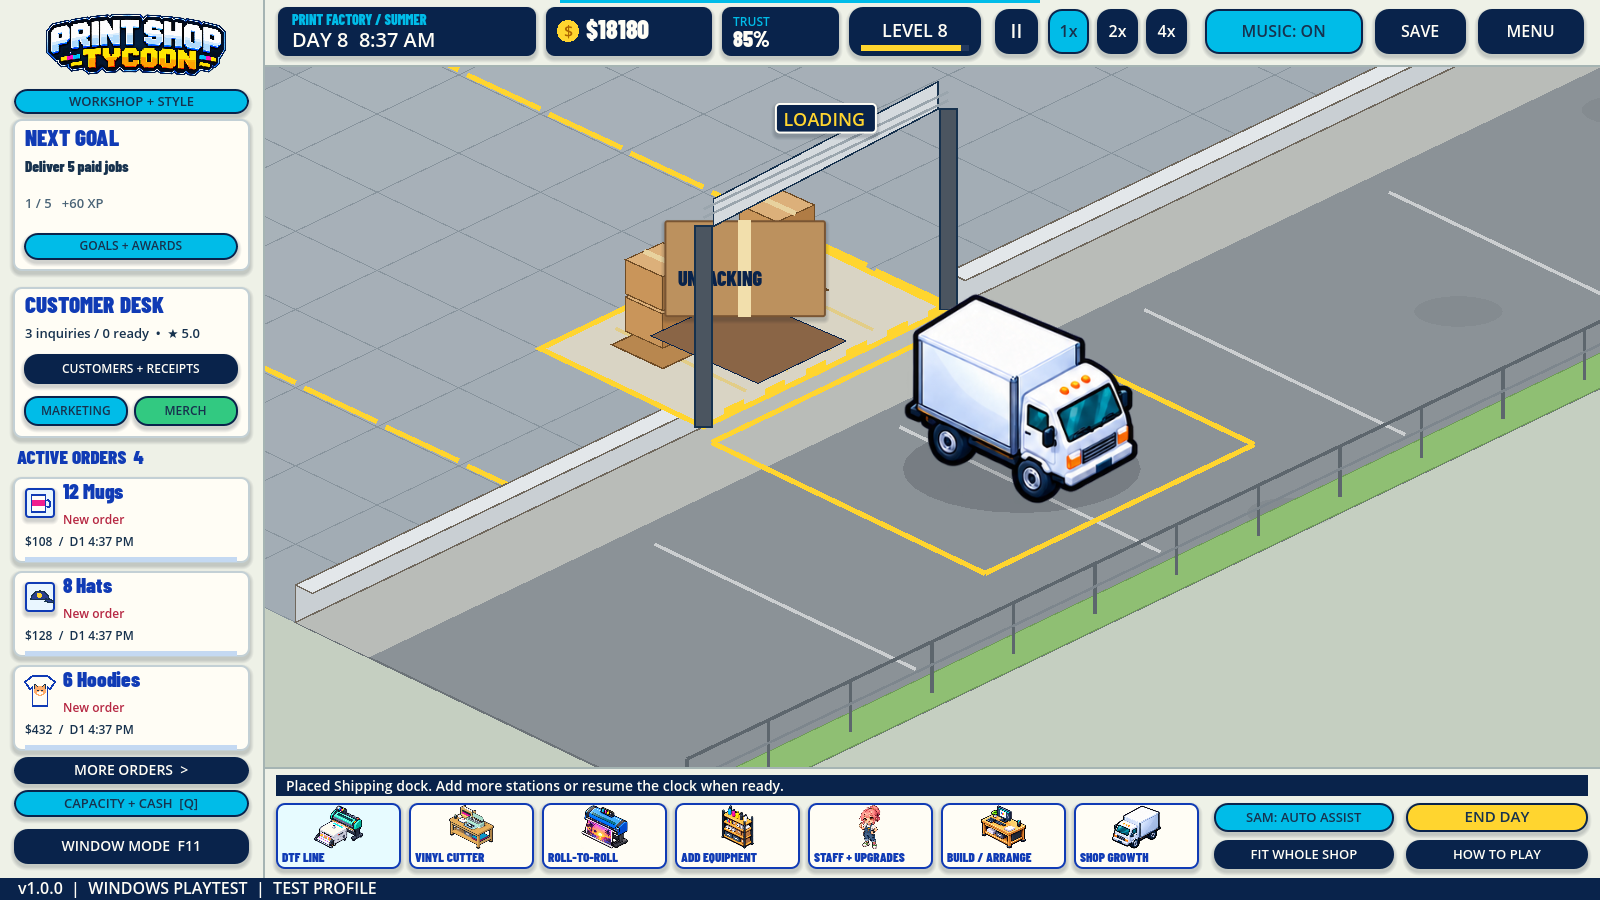 PRINT SHOP
TYCOON
WORKSHOP + STYLE
NEXT GOAL
Deliver 5 paid jobs
1 / 5 +60 XP
GOALS + AWARDS
CUSTOMER DESK
3 inquiries / 0 ready • ★ 5.0
CUSTOMERS + RECEIPTS
MARKETING
MERCH
ACTIVE ORDERS 4
12 Mugs
New order
$108 / D1 4:37 PM
8 Hats
New order
$128 / D1 4:37 PM
6 Hoodies
New order
$432 / D1 4:37 PM
MORE ORDERS >
CAPACITY + CASH [Q]
WINDOW MODE F11
PRINT FACTORY / SUMMER
DAY 8 8:37 AM
$ $18180
TRUST
85%
LEVEL 8
II
1x
2x
4x
MUSIC: ON
SAVE
MENU
LOADING
Placed Shipping dock. Add more stations or resume the clock when ready.
DTF LINE
VINYL CUTTER
ROLL-TO-ROLL
ADD EQUIPMENT
STAFF + UPGRADES
BUILD / ARRANGE
SHOP GROWTH
SAM: AUTO ASSIST
END DAY
FIT WHOLE SHOP
HOW TO PLAY
v1.0.0 | WINDOWS PLAYTEST | TEST PROFILE